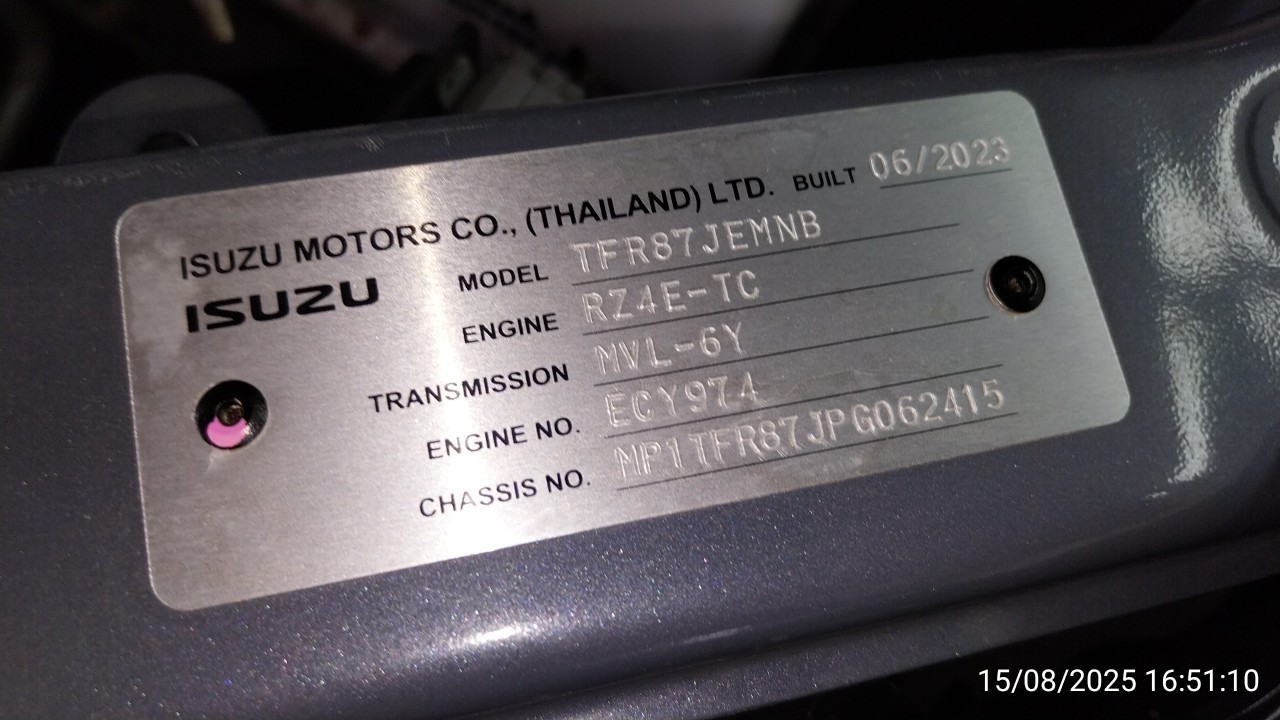 ISUZU MOTORS CO., (THAILAND) LTD. BUILT 06/2023
ISUZU
MODEL TFR87JEMNB
ENGINE RZ4E-TC
TRANSMISSION MVL-6Y
ENGINE NO. ECY974
CHASSIS NO. MP1TFR87JPG062415
15/08/2025 16:51:10